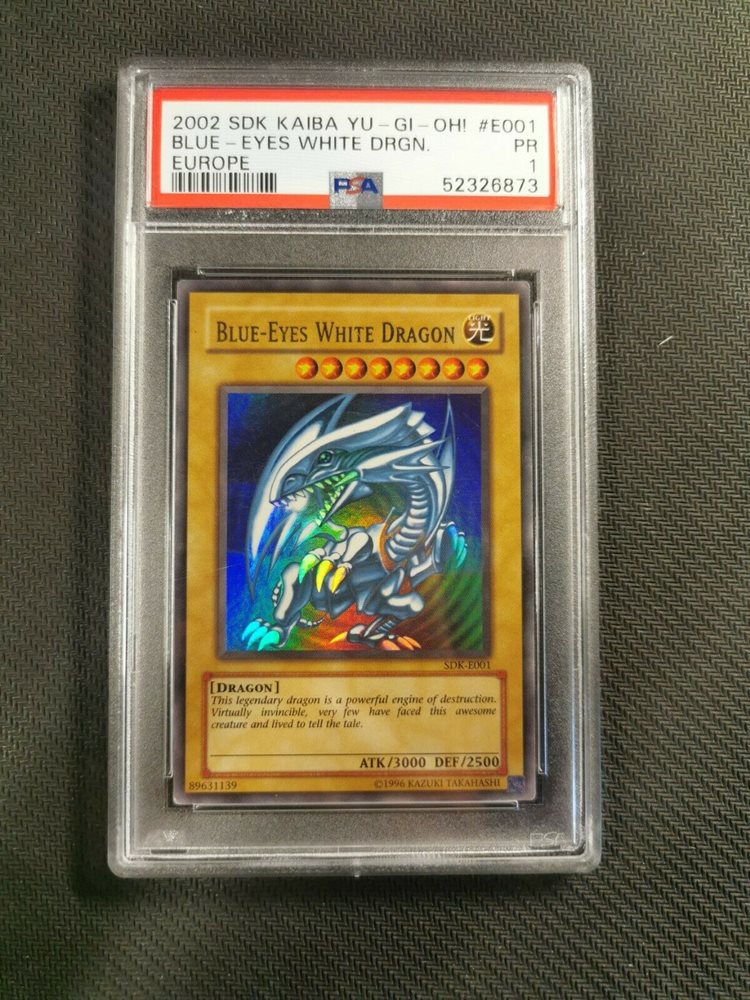 2002 SDK KAIBA YU-GI-OH! #E001
BLUE-EYES WHITE DRGN. PR
EUROPE 1
PSA 52326873
BLUE-EYES WHITE DRAGON
LIGHT
光
SDK-E001
[DRAGON]
This legendary dragon is a powerful engine of destruction.
Virtually invincible, very few have faced this awesome
creature and lived to tell the tale.
ATK/3000 DEF/2500
89631139 ©1996 KAZUKI TAKAHASHI
PSA